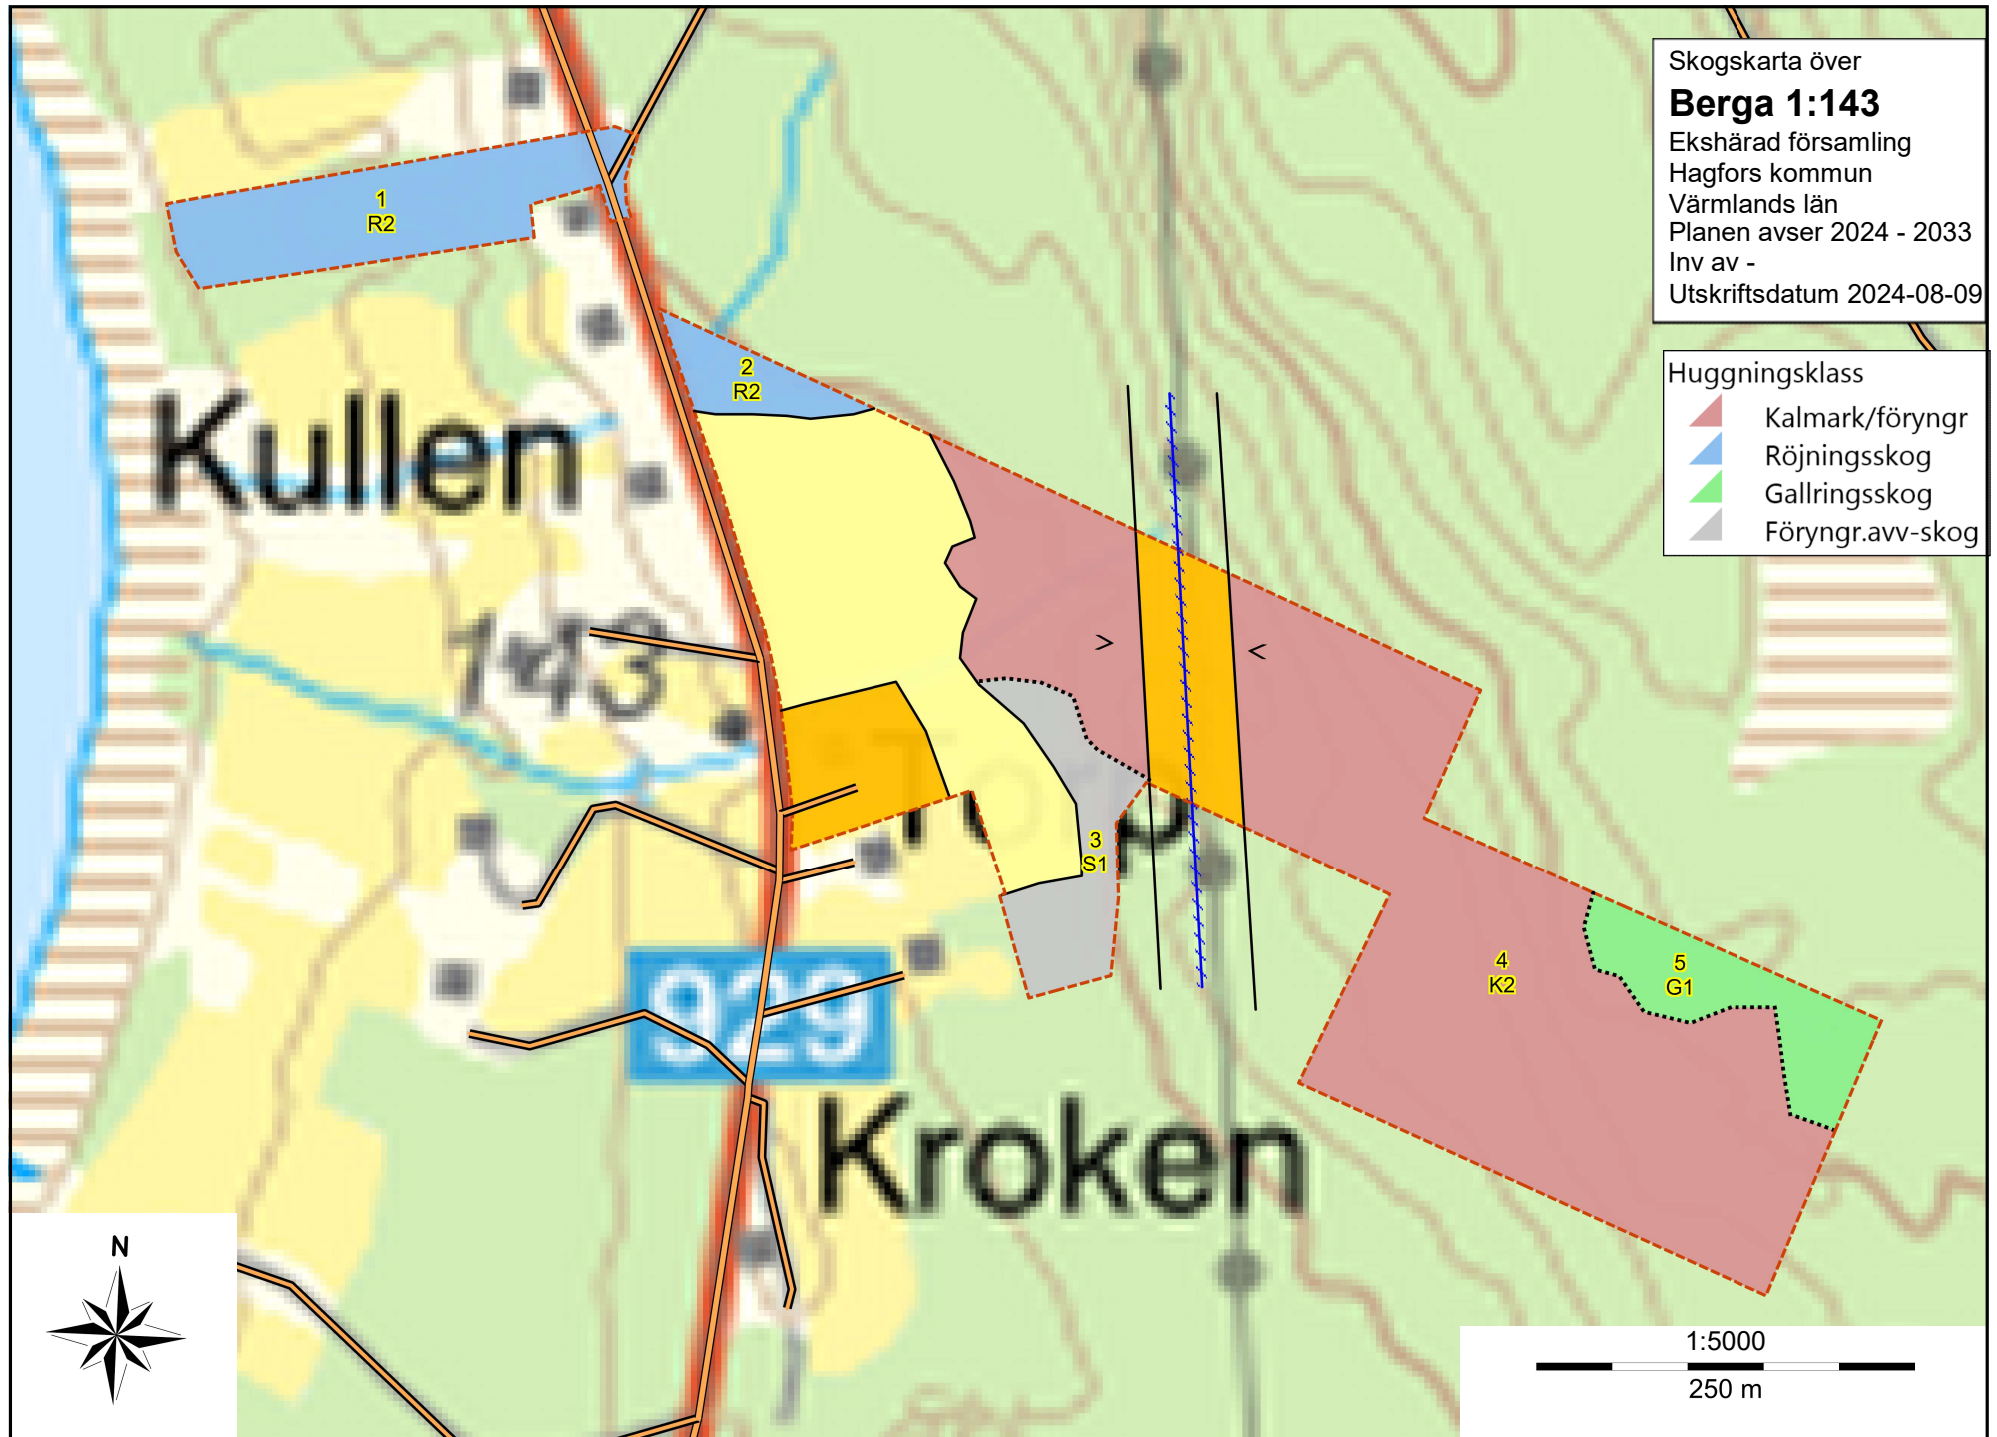 Skogskarta över
Berga 1:143
Ekshärad församling
Hagfors kommun
Värmlands län
Planen avser 2024 - 2033
Inv av -
Utskriftsdatum 2024-08-09
Huggningsklass
Kalmark/föryngr
Röjningsskog
Gallringsskog
Föryngr.avv-skog
1
R2
2
R2
Kullen
143
Torp
3
S1
4
K2
5
G1
929
Kroken
N
1:5000
250 m